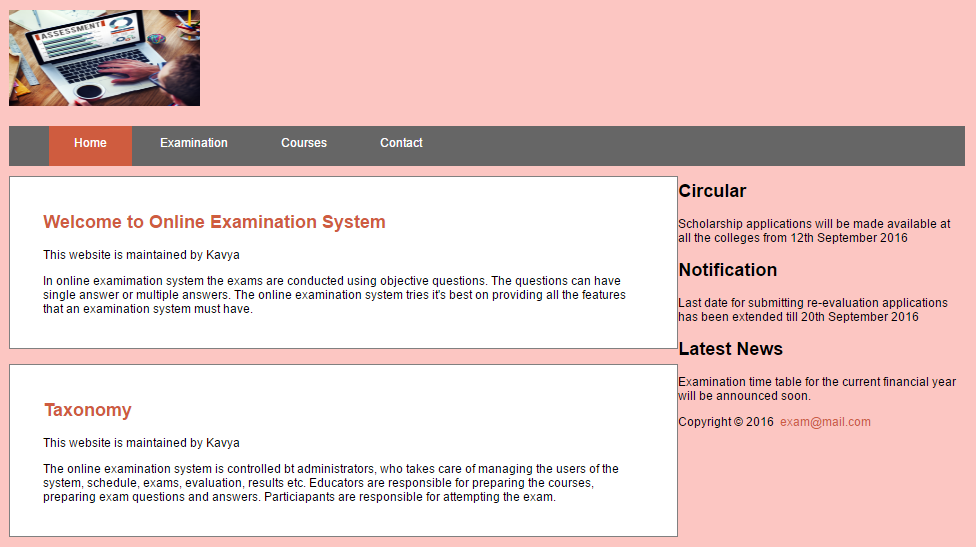 ASSESSMENT
Home Examination Courses Contact
Welcome to Online Examination System
This website is maintained by Kavya
In online examimation system the exams are conducted using objective questions. The questions can have
single answer or multiple answers. The online examination system tries it's best on providing all the features
that an examination system must have.
Taxonomy
This website is maintained by Kavya
The online examination system is controlled bt administrators, who takes care of managing the users of the
system, schedule, exams, evaluation, results etc. Educators are responsible for preparing the courses,
preparing exam questions and answers. Particiapants are responsible for attempting the exam.
Circular
Scholarship applications will be made available at
all the colleges from 12th September 2016
Notification
Last date for submitting re-evaluation applications
has been extended till 20th September 2016
Latest News
Examination time table for the current financial year
will be announced soon.
Copyright © 2016 exam@mail.com